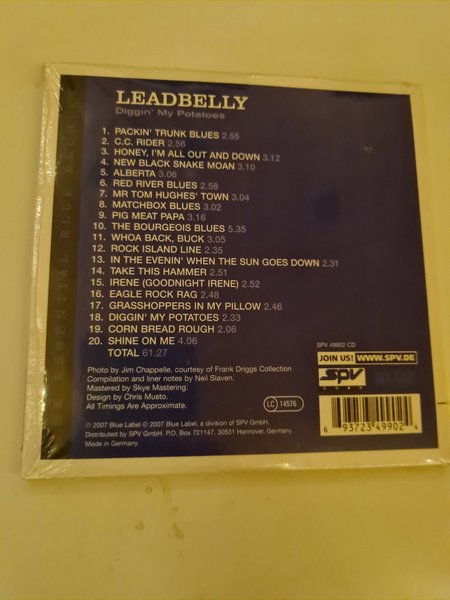 LEADBELLY
Diggin' My Potatoes
1. PACKIN' TRUNK BLUES 2.55
2. C.C. RIDER 2.56
3. HONEY, I'M ALL OUT AND DOWN 3.12
4. NEW BLACK SNAKE MOAN 3.10
5. ALBERTA 3.06
6. RED RIVER BLUES 2.58
7. MR TOM HUGHES' TOWN 3.04
8. MATCHBOX BLUES 3.02
9. PIG MEAT PAPA 3.16
10. THE BOURGEOIS BLUES 5.35
11. WHOA BACK, BUCK 3.05
12. ROCK ISLAND LINE 2.35
13. IN THE EVENIN' WHEN THE SUN GOES DOWN 2.31
14. TAKE THIS HAMMER 2.51
15. IRENE (GOODNIGHT IRENE) 2.52
16. EAGLE ROCK RAG 2.48
17. GRASSHOPPERS IN MY PILLOW 2.46
18. DIGGIN' MY POTATOES 2.33
19. CORN BREAD ROUGH 2.06
20. SHINE ON ME 4.06
TOTAL 61.27
Photo by Jim Chappelle, courtesy of Frank Driggs Collection.
Compilation and liner notes by Neil Slaven.
Mastered by Skye Mastering.
Design by Chris Musto.
All Timings Are Approximate.
℗ 2007 Blue Label © 2007 Blue Label, a division of SPV GmbH.
Distributed by SPV GmbH, P.O. Box 721147, 30531 Hannover, Germany.
Made in Germany.
SPV 49902 CD
JOIN US! WWW.SPV.DE
spv
LC 14576
6 93723 49902 4
ESSENTIAL BLUE